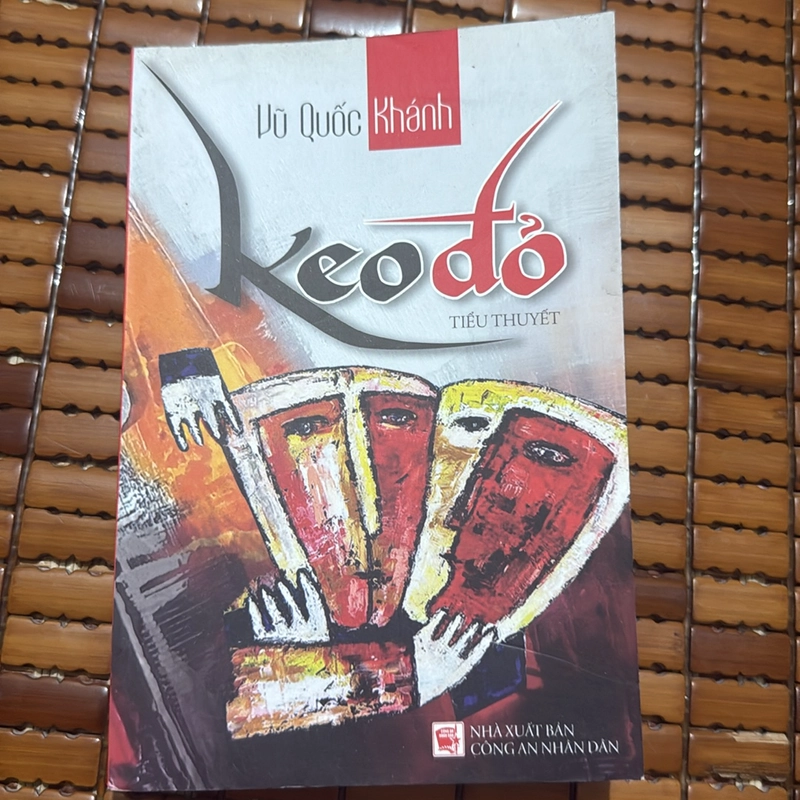 Vũ Quốc Khánh
Keo đỏ
TIỂU THUYẾT
NHÀ XUẤT BẢN
CÔNG AN NHÂN DÂN